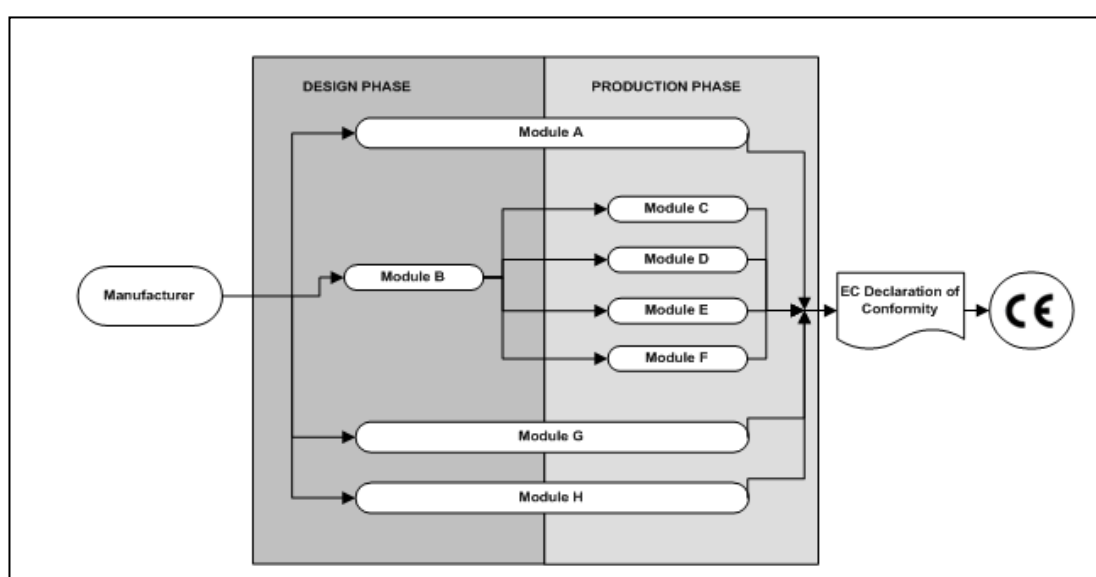 DESIGN PHASE
PRODUCTION PHASE
Module A
Module C
Module D
Module B
Manufacturer
Module E
EC Declaration of
Conformity
CE
Module F
Module G
Module H